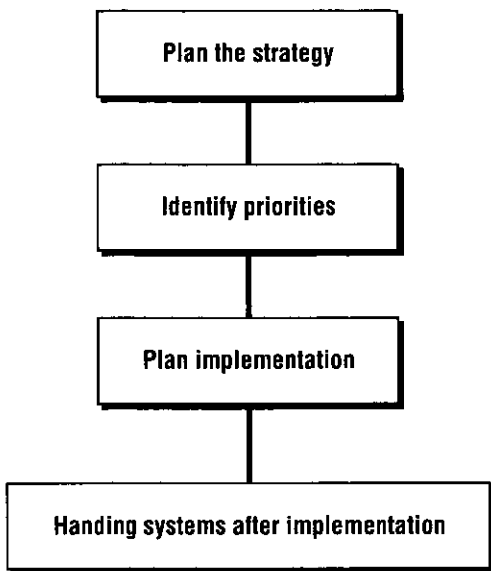 Plan the strategy
Identify priorities
Plan implementation
Handing systems after implementation